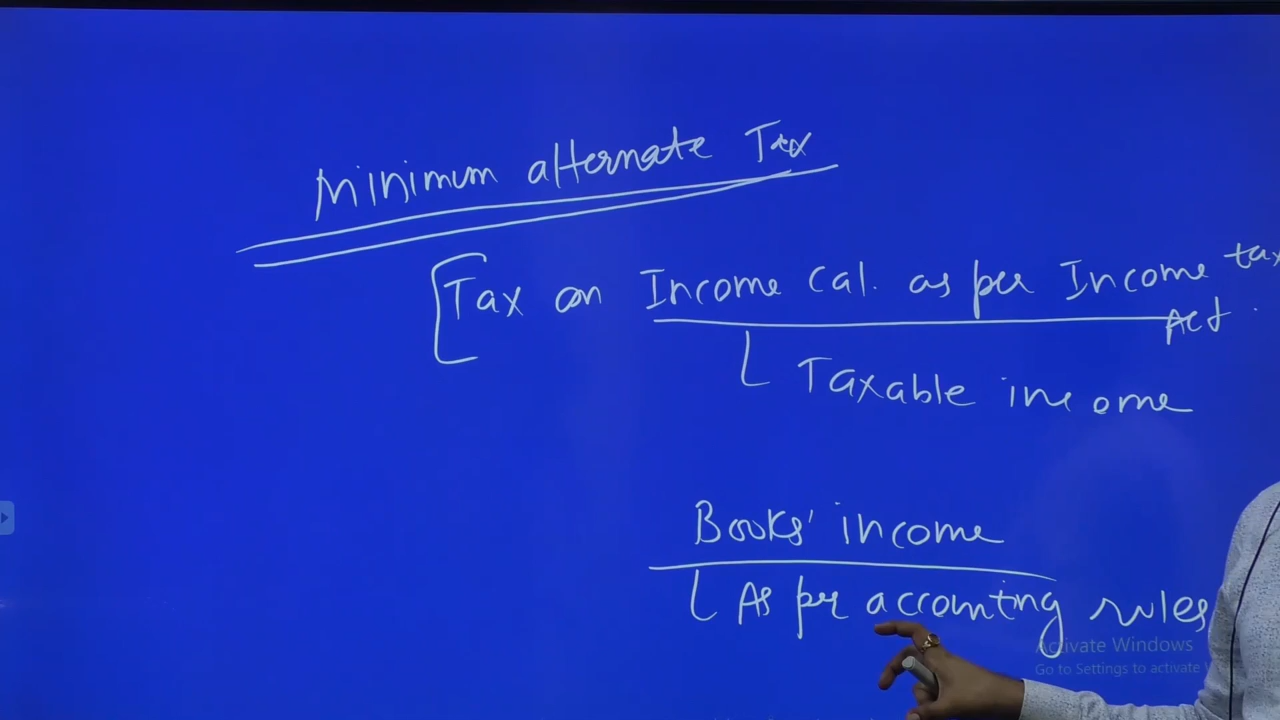 Minimum alternate Tax
Tax on Income Cal. as per Income tax
Act.
Taxable income
Books' income
As per accounting rules
Activate Windows
Go to Settings to activate